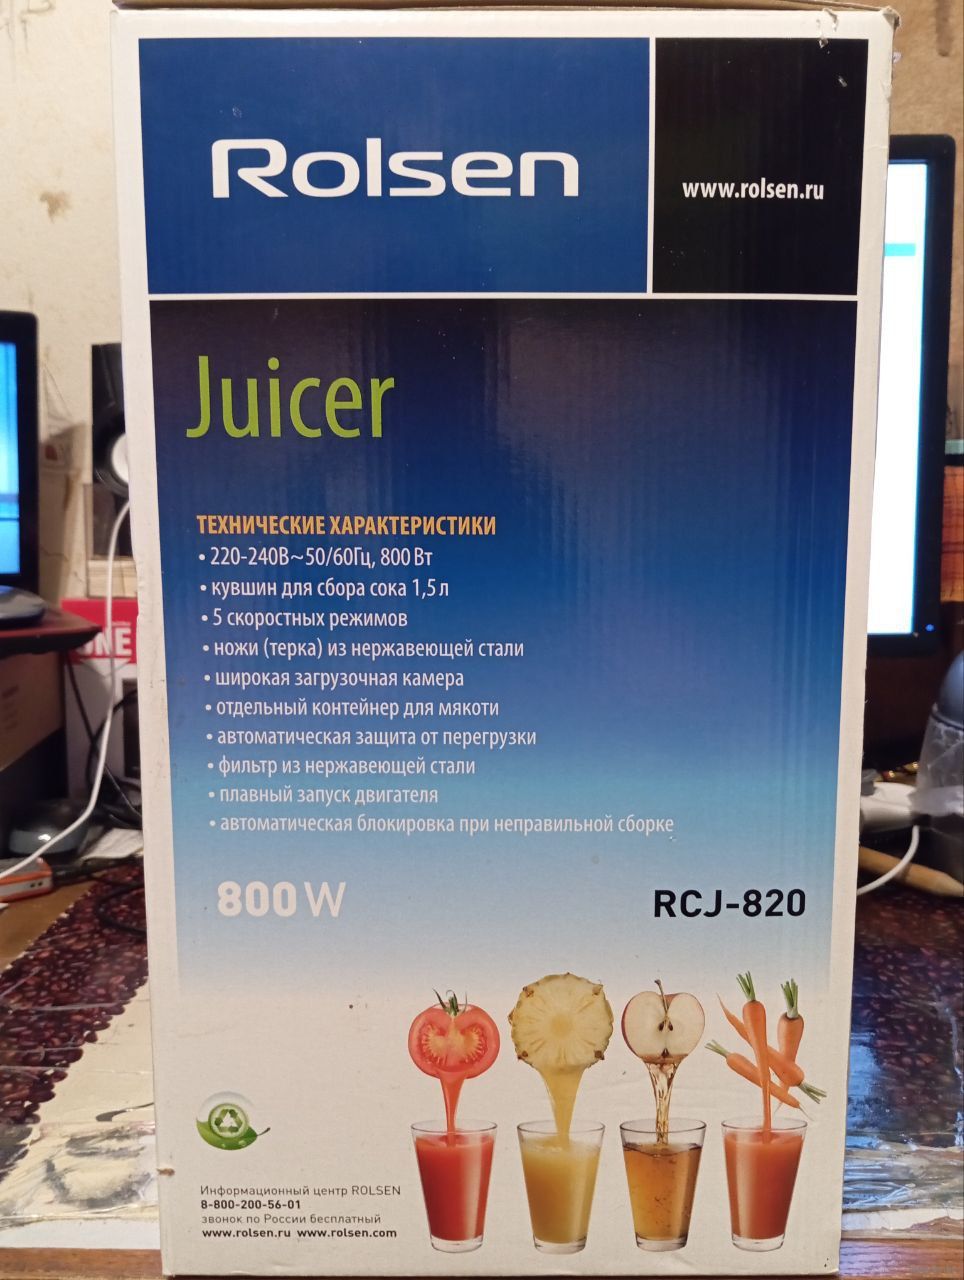 Rolsen
www.rolsen.ru
Juicer
ТЕХНИЧЕСКИЕ ХАРАКТЕРИСТИКИ
• 220-240В~50/60Гц, 800 Вт
• кувшин для сбора сока 1,5 л
• 5 скоростных режимов
• ножи (терка) из нержавеющей стали
• широкая загрузочная камера
• отдельный контейнер для мякоти
• автоматическая защита от перегрузки
• фильтр из нержавеющей стали
• плавный запуск двигателя
• автоматическая блокировка при неправильной сборке
800 W
RCJ-820
Информационный центр ROLSEN
8-800-200-56-01
звонок по России бесплатный
www.rolsen.ru www.rolsen.com